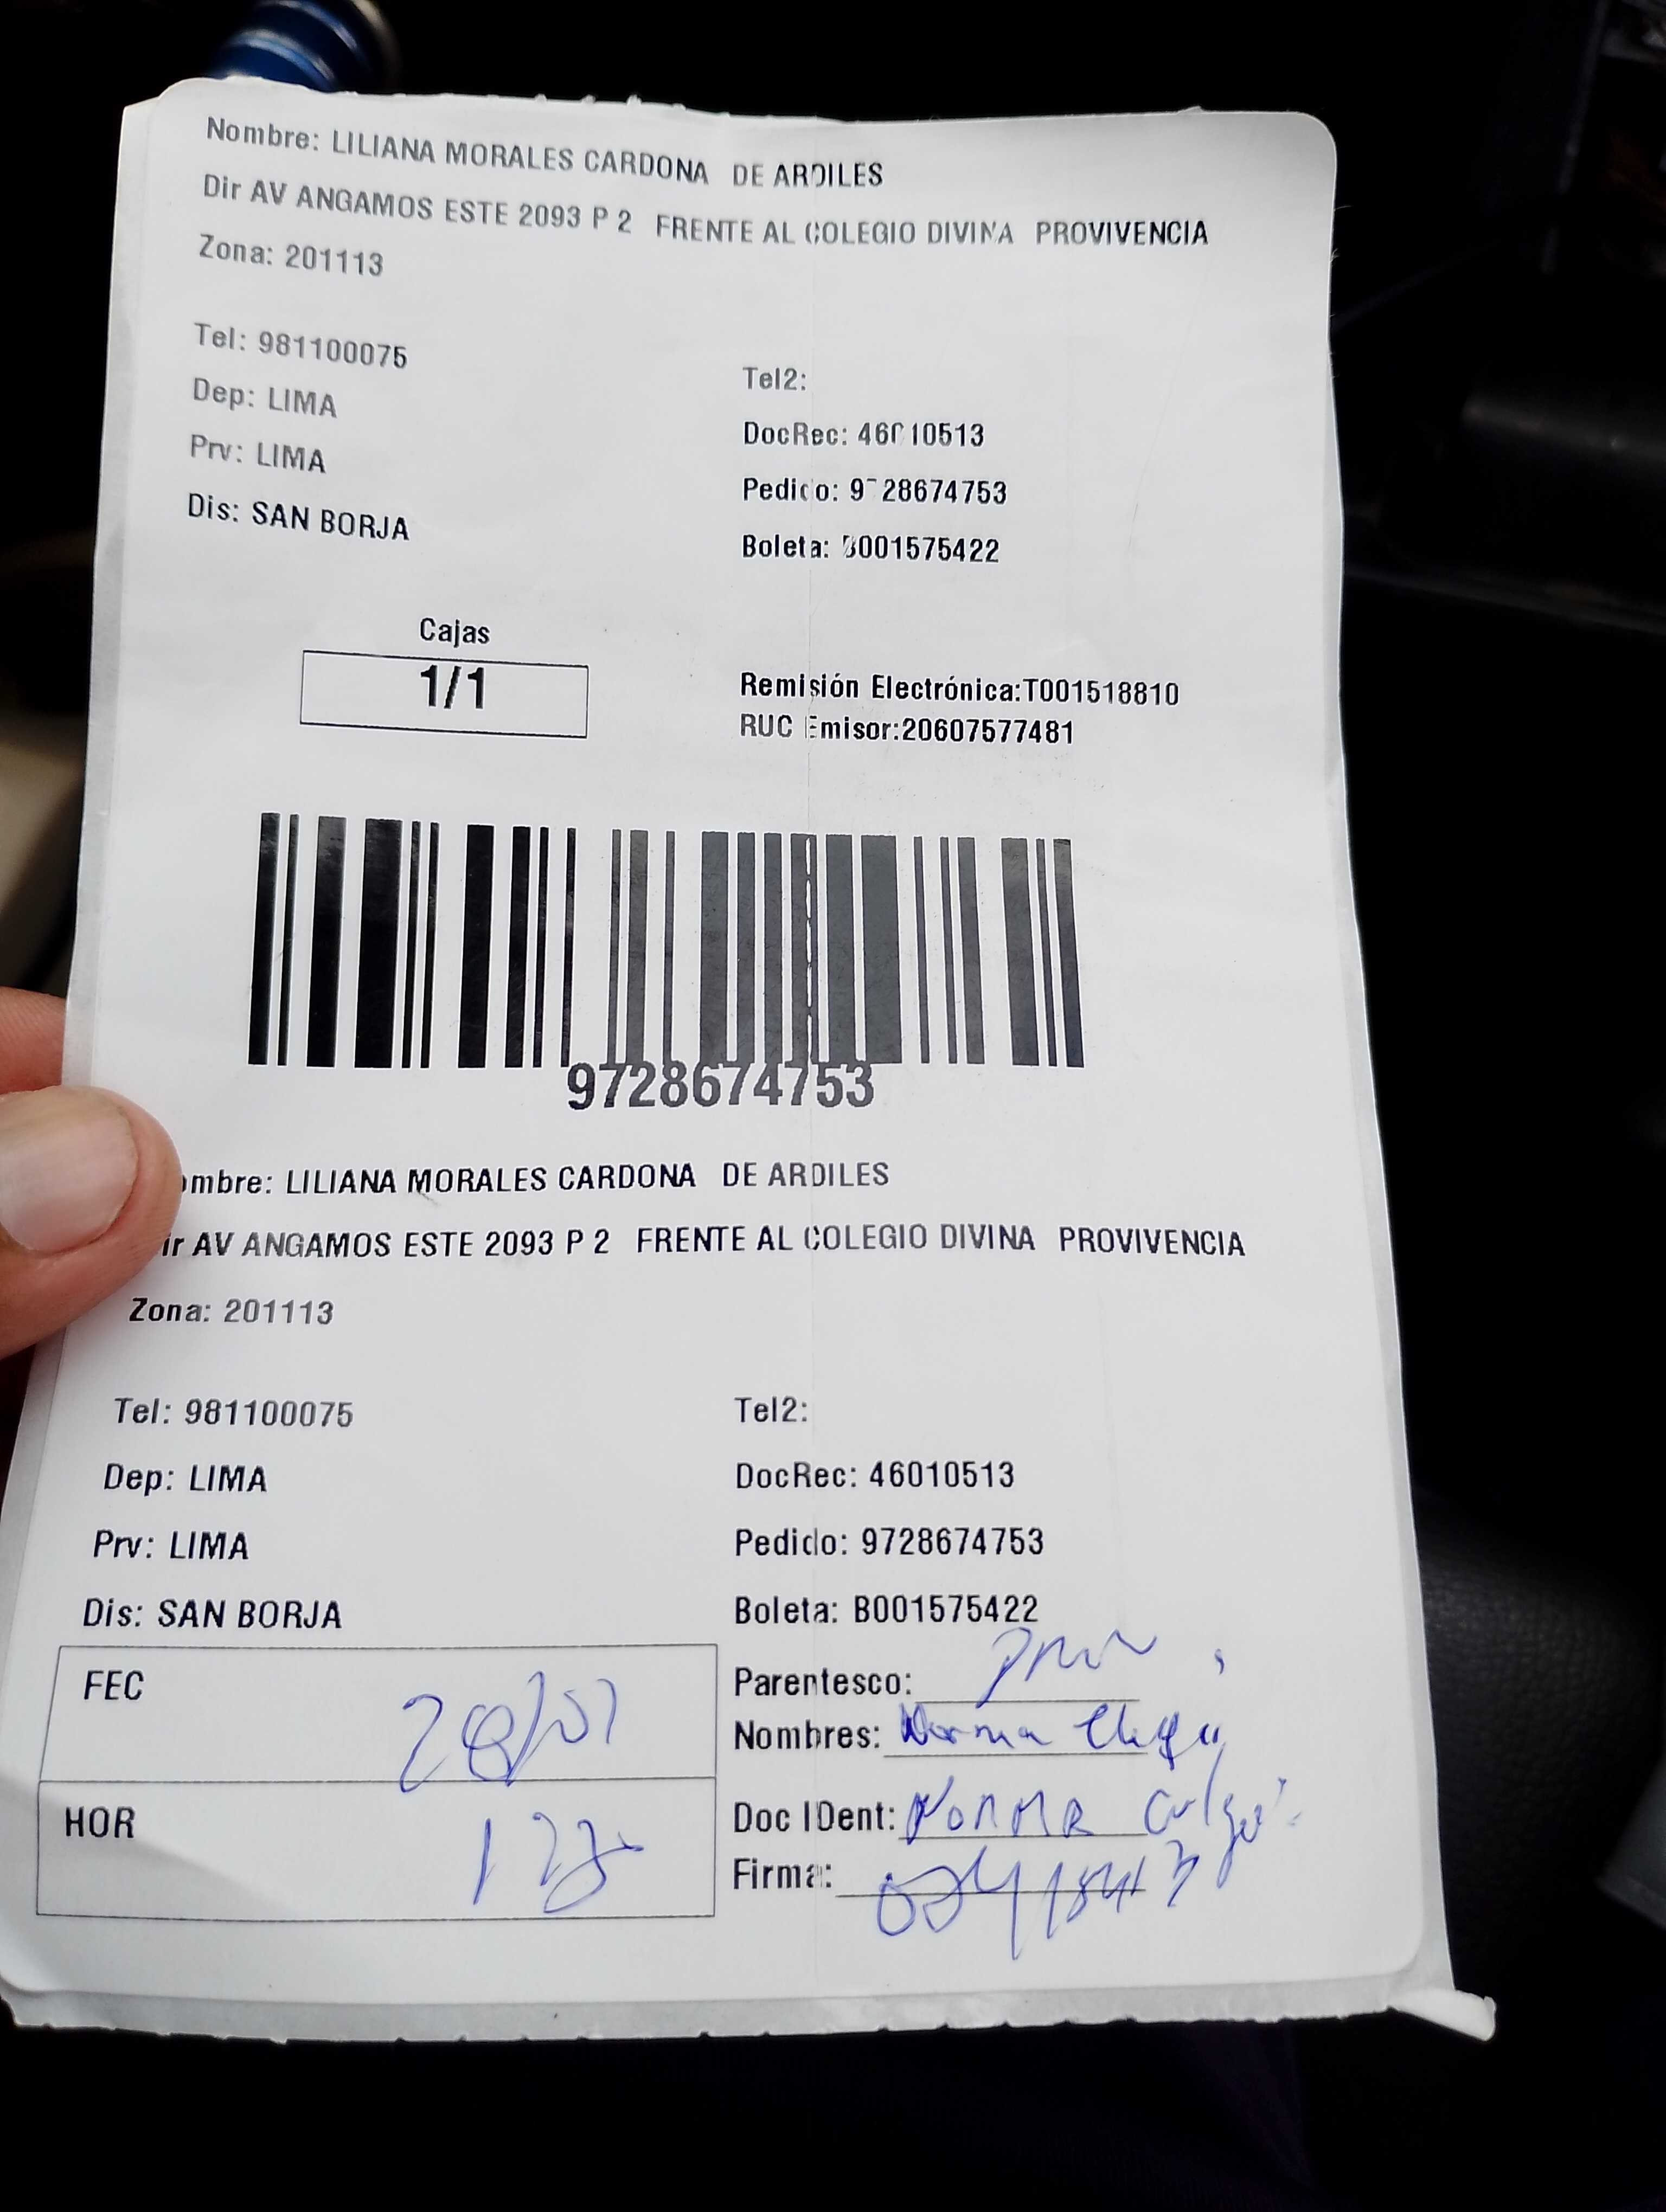 Nombre: LILIANA MORALES CARDONA DE ARDILES
Dir AV ANGAMOS ESTE 2093 P 2 FRENTE AL COLEGIO DIVINA PROVIVENCIA
Zona: 201113
Tel: 981100075
Tel2:
Dep: LIMA
DocRec: 46010513
Prv: LIMA
Pedido: 9728674753
Dis: SAN BORJA
Boleta: B001575422
Cajas
1/1
Remisión Electrónica:T001518810
RUC Emisor:20607577481
9728674753
ombre: LILIANA MORALES CARDONA DE ARDILES
ir AV ANGAMOS ESTE 2093 P 2 FRENTE AL COLEGIO DIVINA PROVIVENCIA
Zona: 201113
Tel: 981100075
Tel2:
Dep: LIMA
DocRec: 46010513
Prv: LIMA
Pedido: 9728674753
Dis: SAN BORJA
Boleta: B001575422
FEC
Parentesco:
Nombres: Norma
HOR
Doc IDent: NORMA
Firma: